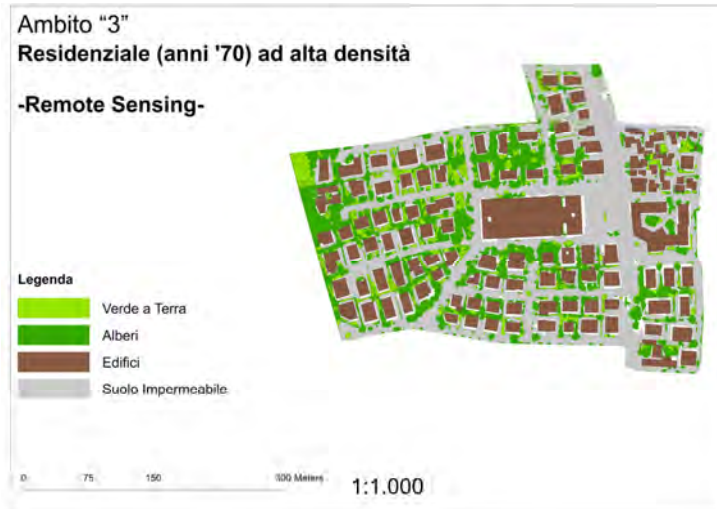 Ambito “3”
Residenziale (anni '70) ad alta densità
-Remote Sensing-
Legenda
Verde a Terra
Alberi
Edifici
Suolo Impermeabile
0 75 150 300 Meters
1:1.000